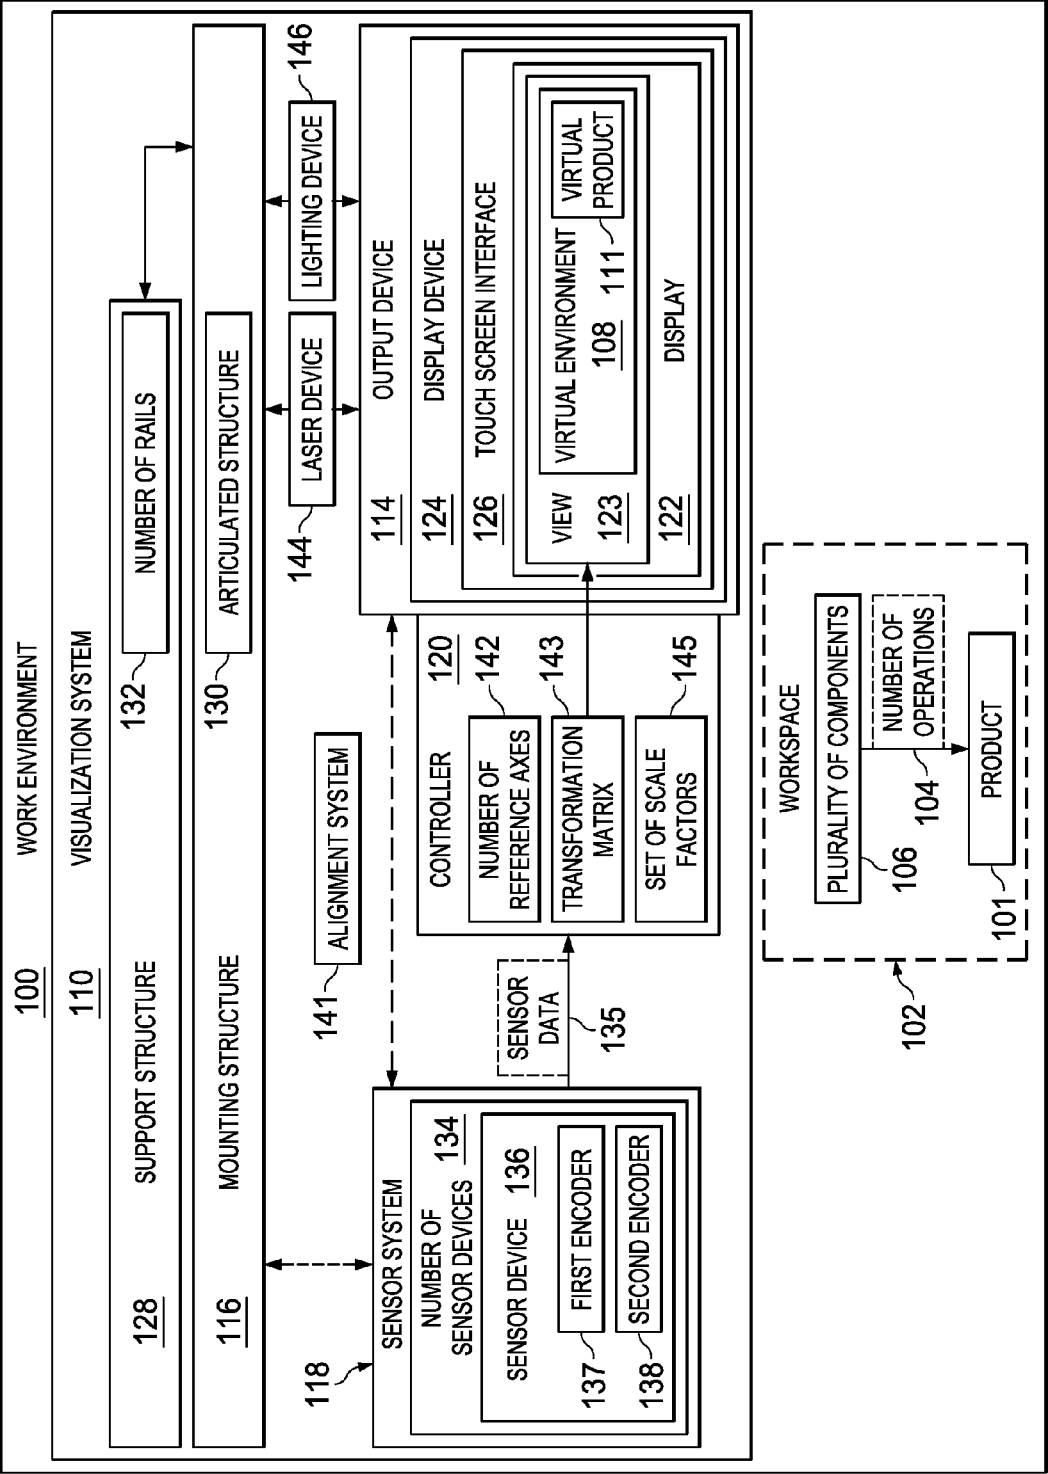 WORK ENVIRONMENT
100
VISUALIZATION SYSTEM
110
SUPPORT STRUCTURE
128
NUMBER OF RAILS
132
MOUNTING STRUCTURE
116
ARTICULATED STRUCTURE
130
ALIGNMENT SYSTEM
141
LASER DEVICE
144
LIGHTING DEVICE
146
SENSOR SYSTEM
118
NUMBER OF
SENSOR DEVICES
134
SENSOR DEVICE
136
FIRST ENCODER
137
SECOND ENCODER
138
SENSOR
DATA
135
CONTROLLER
120
NUMBER OF
REFERENCE AXES
142
TRANSFORMATION
MATRIX
143
SET OF SCALE
FACTORS
145
OUTPUT DEVICE
114
DISPLAY DEVICE
124
TOUCH SCREEN INTERFACE
126
VIEW
123
VIRTUAL ENVIRONMENT
108
VIRTUAL
PRODUCT
111
DISPLAY
122
WORKSPACE
102
PLURALITY OF COMPONENTS
106
NUMBER OF
OPERATIONS
104
PRODUCT
101